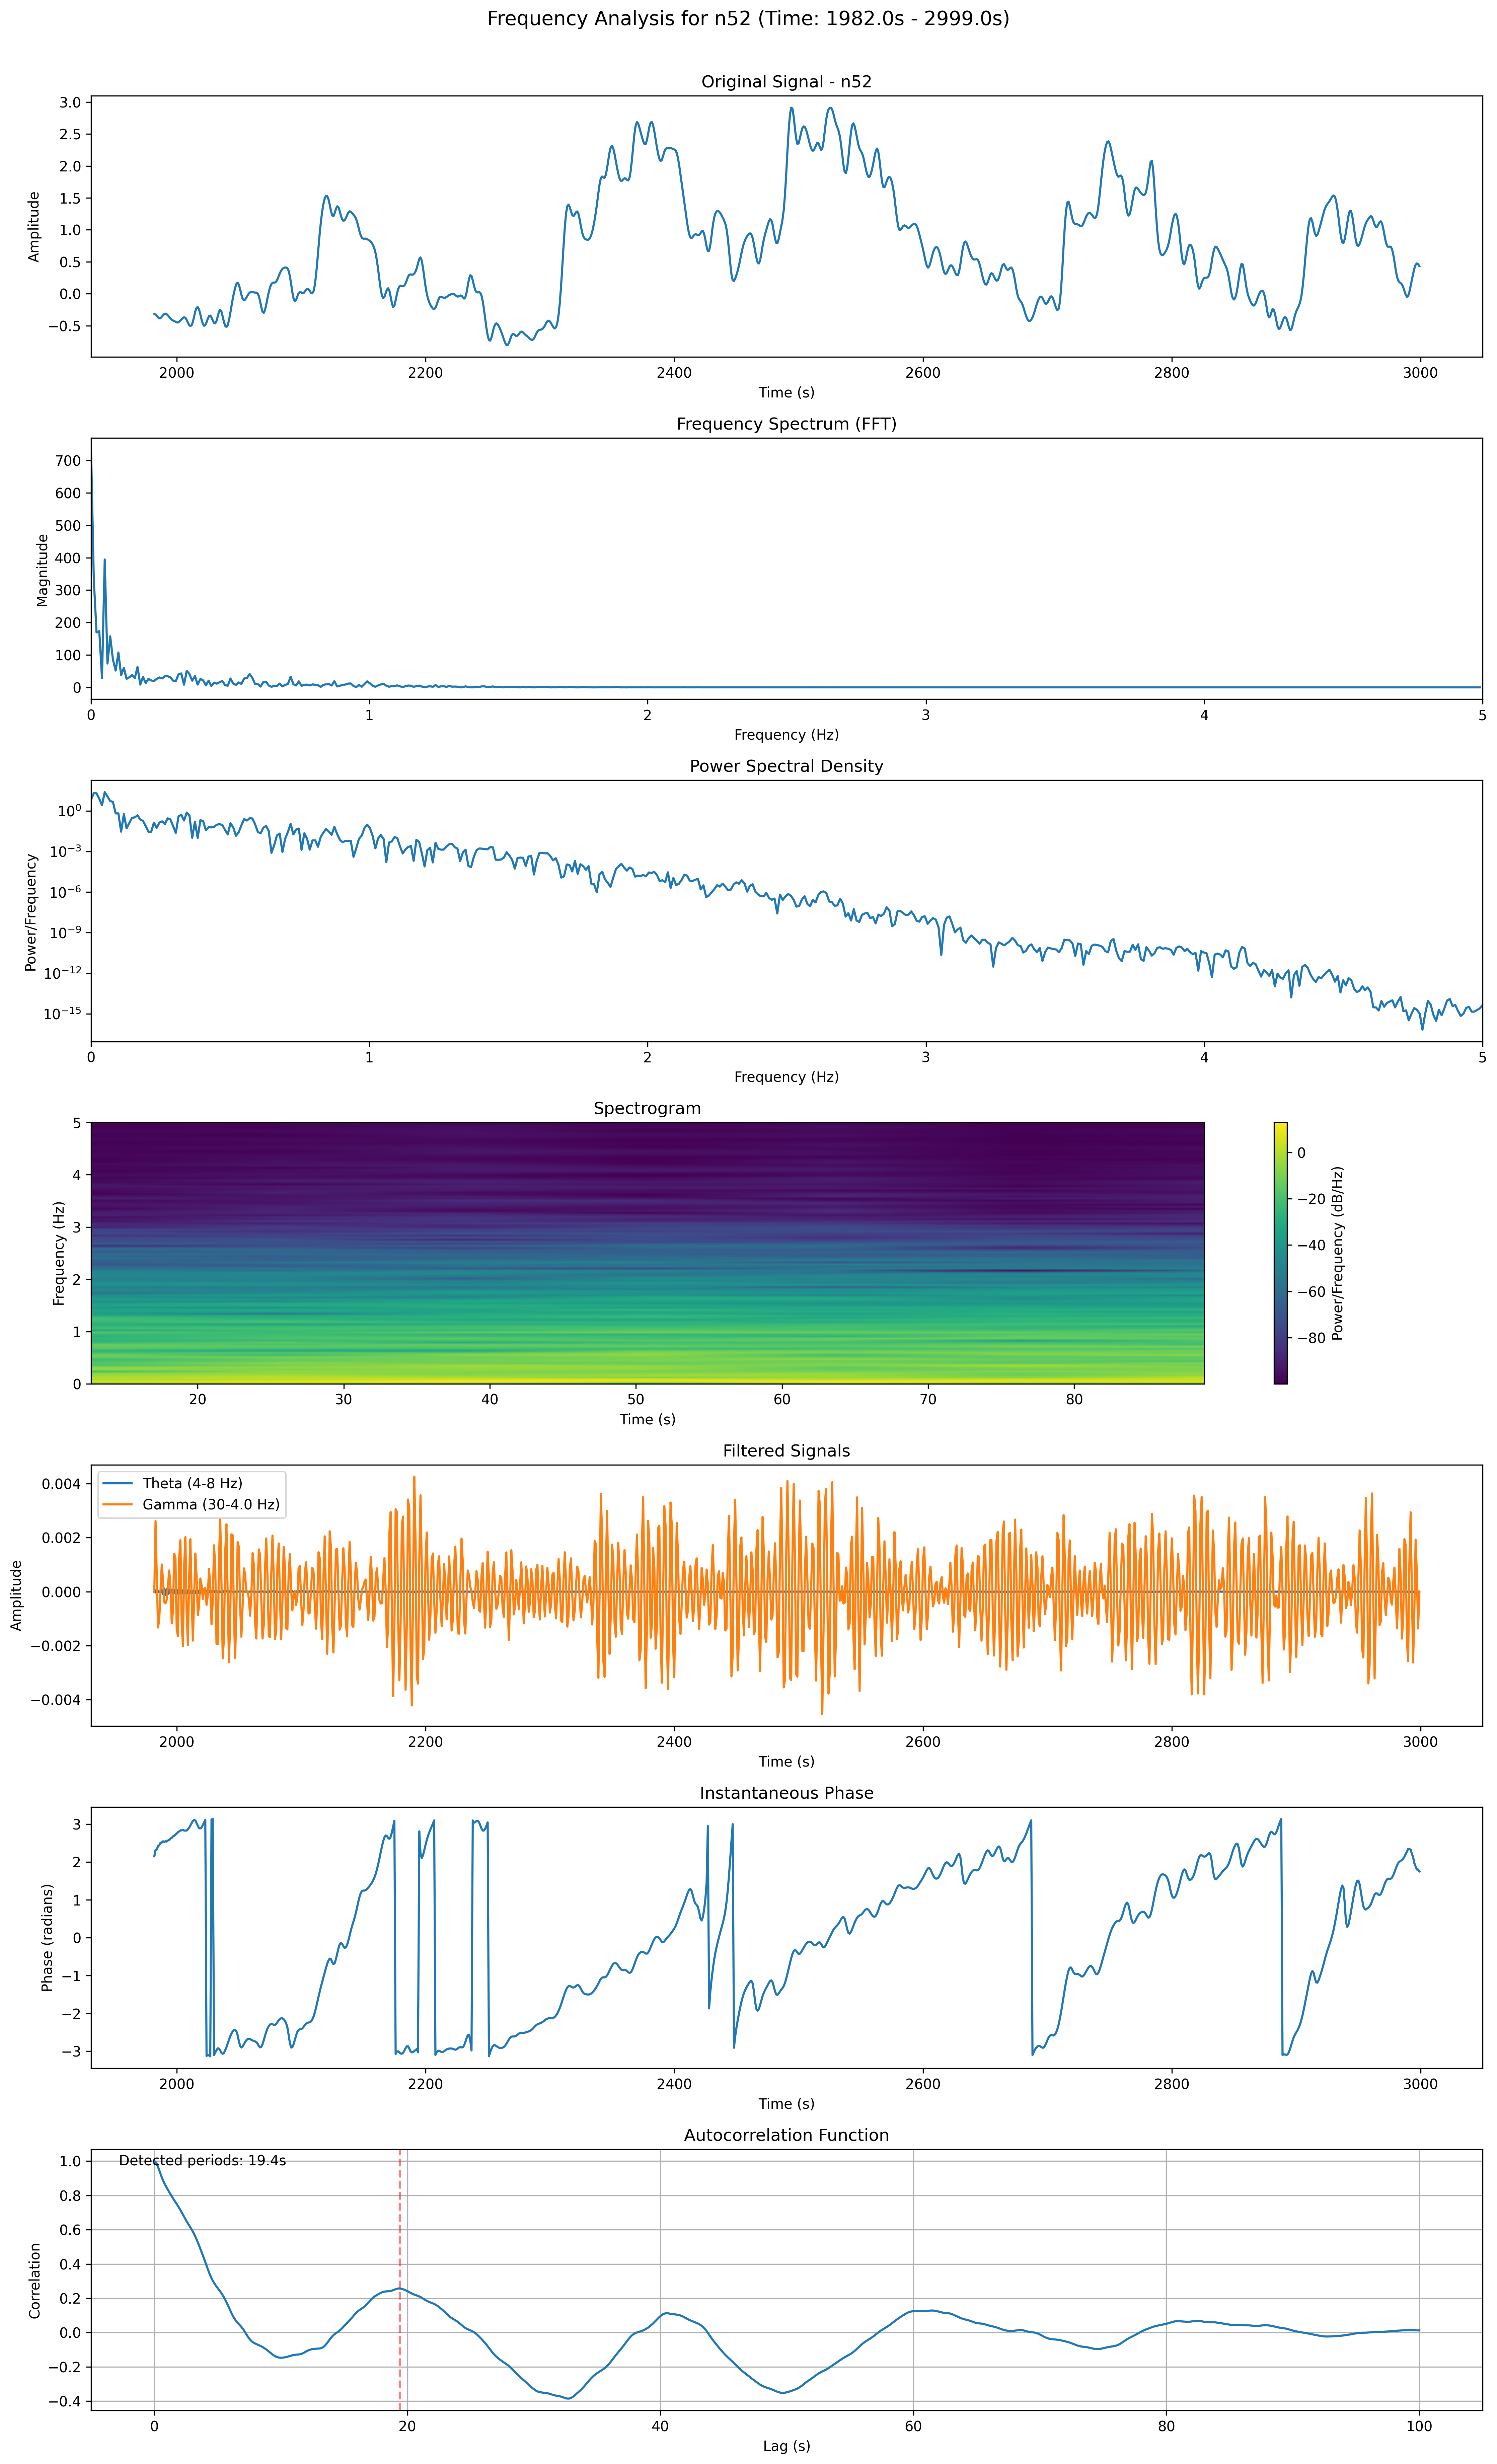 Frequency Analysis for n52 (Time: 1982.0s - 2999.0s)
Original Signal - n52
3.0
2.5
2.0
1.5
1.0
0.5
0.0
−0.5
Amplitude
2000 2200 2400 2600 2800 3000
Time (s)
Frequency Spectrum (FFT)
700
600
500
400
300
200
100
0
Magnitude
0 1 2 3 4 5
Frequency (Hz)
Power Spectral Density
10⁰
10⁻³
10⁻⁶
10⁻⁹
10⁻¹²
10⁻¹⁵
Power/Frequency
0 1 2 3 4 5
Frequency (Hz)
Spectrogram
5
4
3
2
1
0
Frequency (Hz)
20 30 40 50 60 70 80
Time (s)
0
−20
−40
−60
−80
Power/Frequency (dB/Hz)
Filtered Signals
Theta (4-8 Hz)
Gamma (30-4.0 Hz)
0.004
0.002
0.000
−0.002
−0.004
Amplitude
2000 2200 2400 2600 2800 3000
Time (s)
Instantaneous Phase
3
2
1
0
−1
−2
−3
Phase (radians)
2000 2200 2400 2600 2800 3000
Time (s)
Autocorrelation Function
Detected periods: 19.4s
1.0
0.8
0.6
0.4
0.2
0.0
−0.2
−0.4
Correlation
0 20 40 60 80 100
Lag (s)